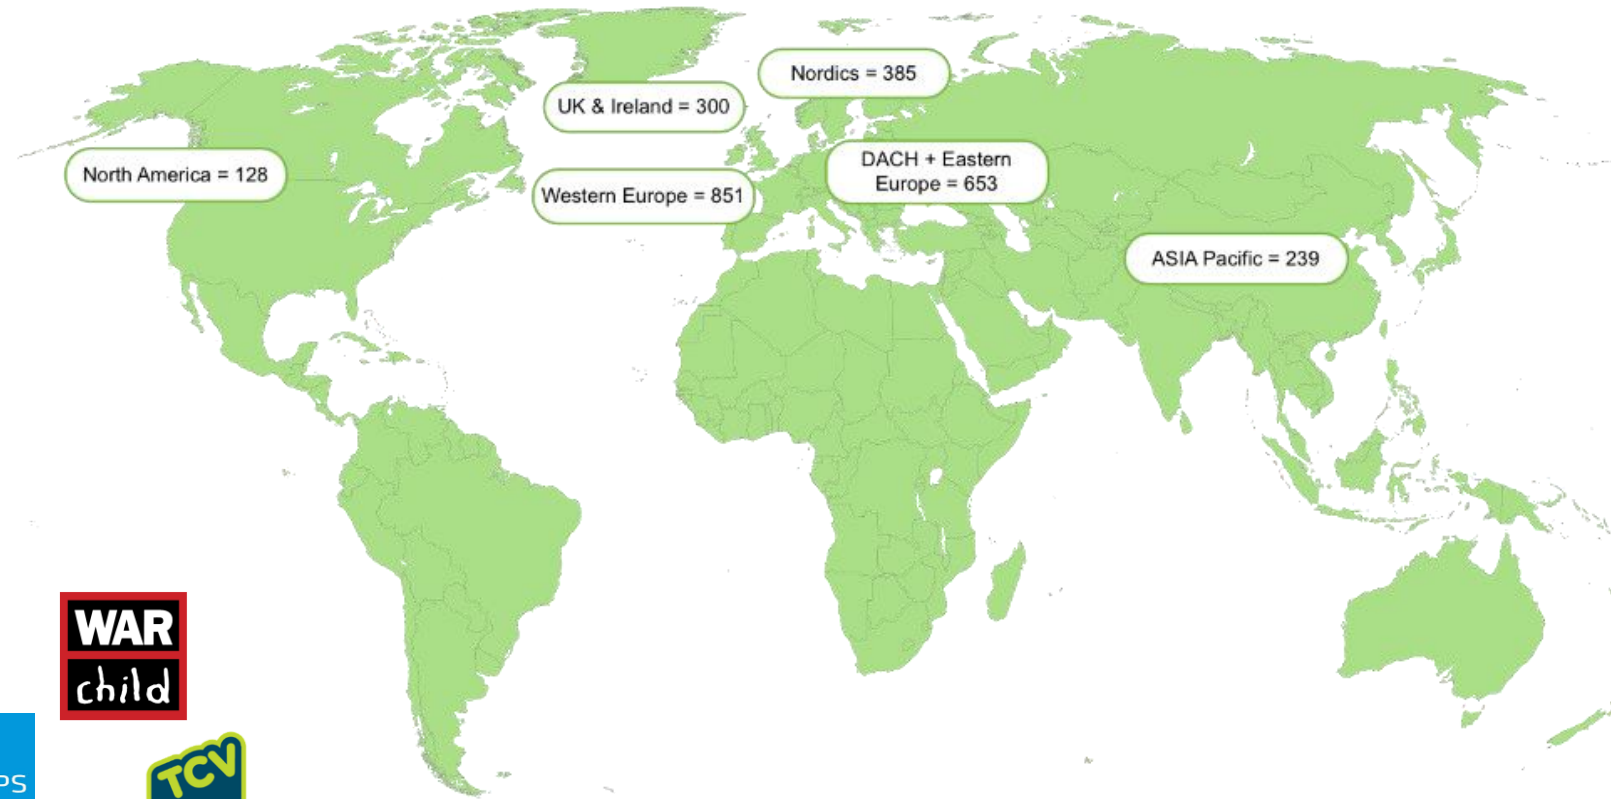 Nordics = 385
UK & Ireland = 300
DACH + Eastern
Europe = 653
North America = 128
Western Europe = 851
ASIA Pacific = 239
WAR
child
TCV
PS